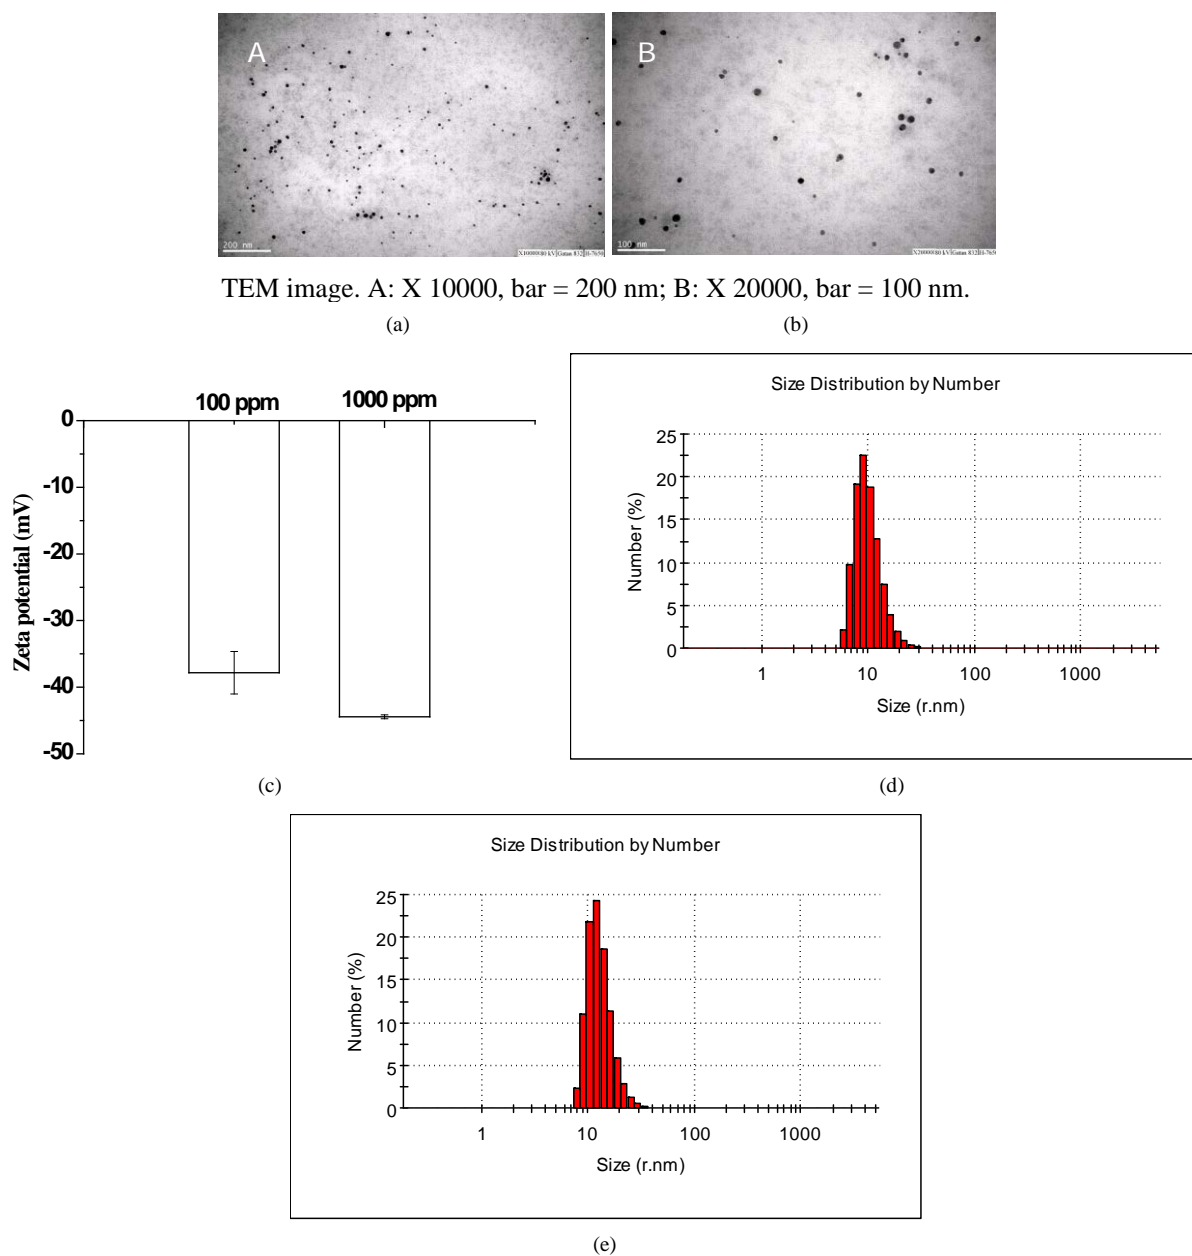 A
B
200 nm
100 nm
TEM image. A: X 10000, bar = 200 nm; B: X 20000, bar = 100 nm.
(a)
(b)
100 ppm
1000 ppm
Zeta potential (mV)
0
-10
-20
-30
-40
-50
(c)
Size Distribution by Number
Number (%)
25
20
15
10
5
0
1
10
100
1000
Size (r.nm)
(d)
Size Distribution by Number
Number (%)
25
20
15
10
5
0
1
10
100
1000
Size (r.nm)
(e)